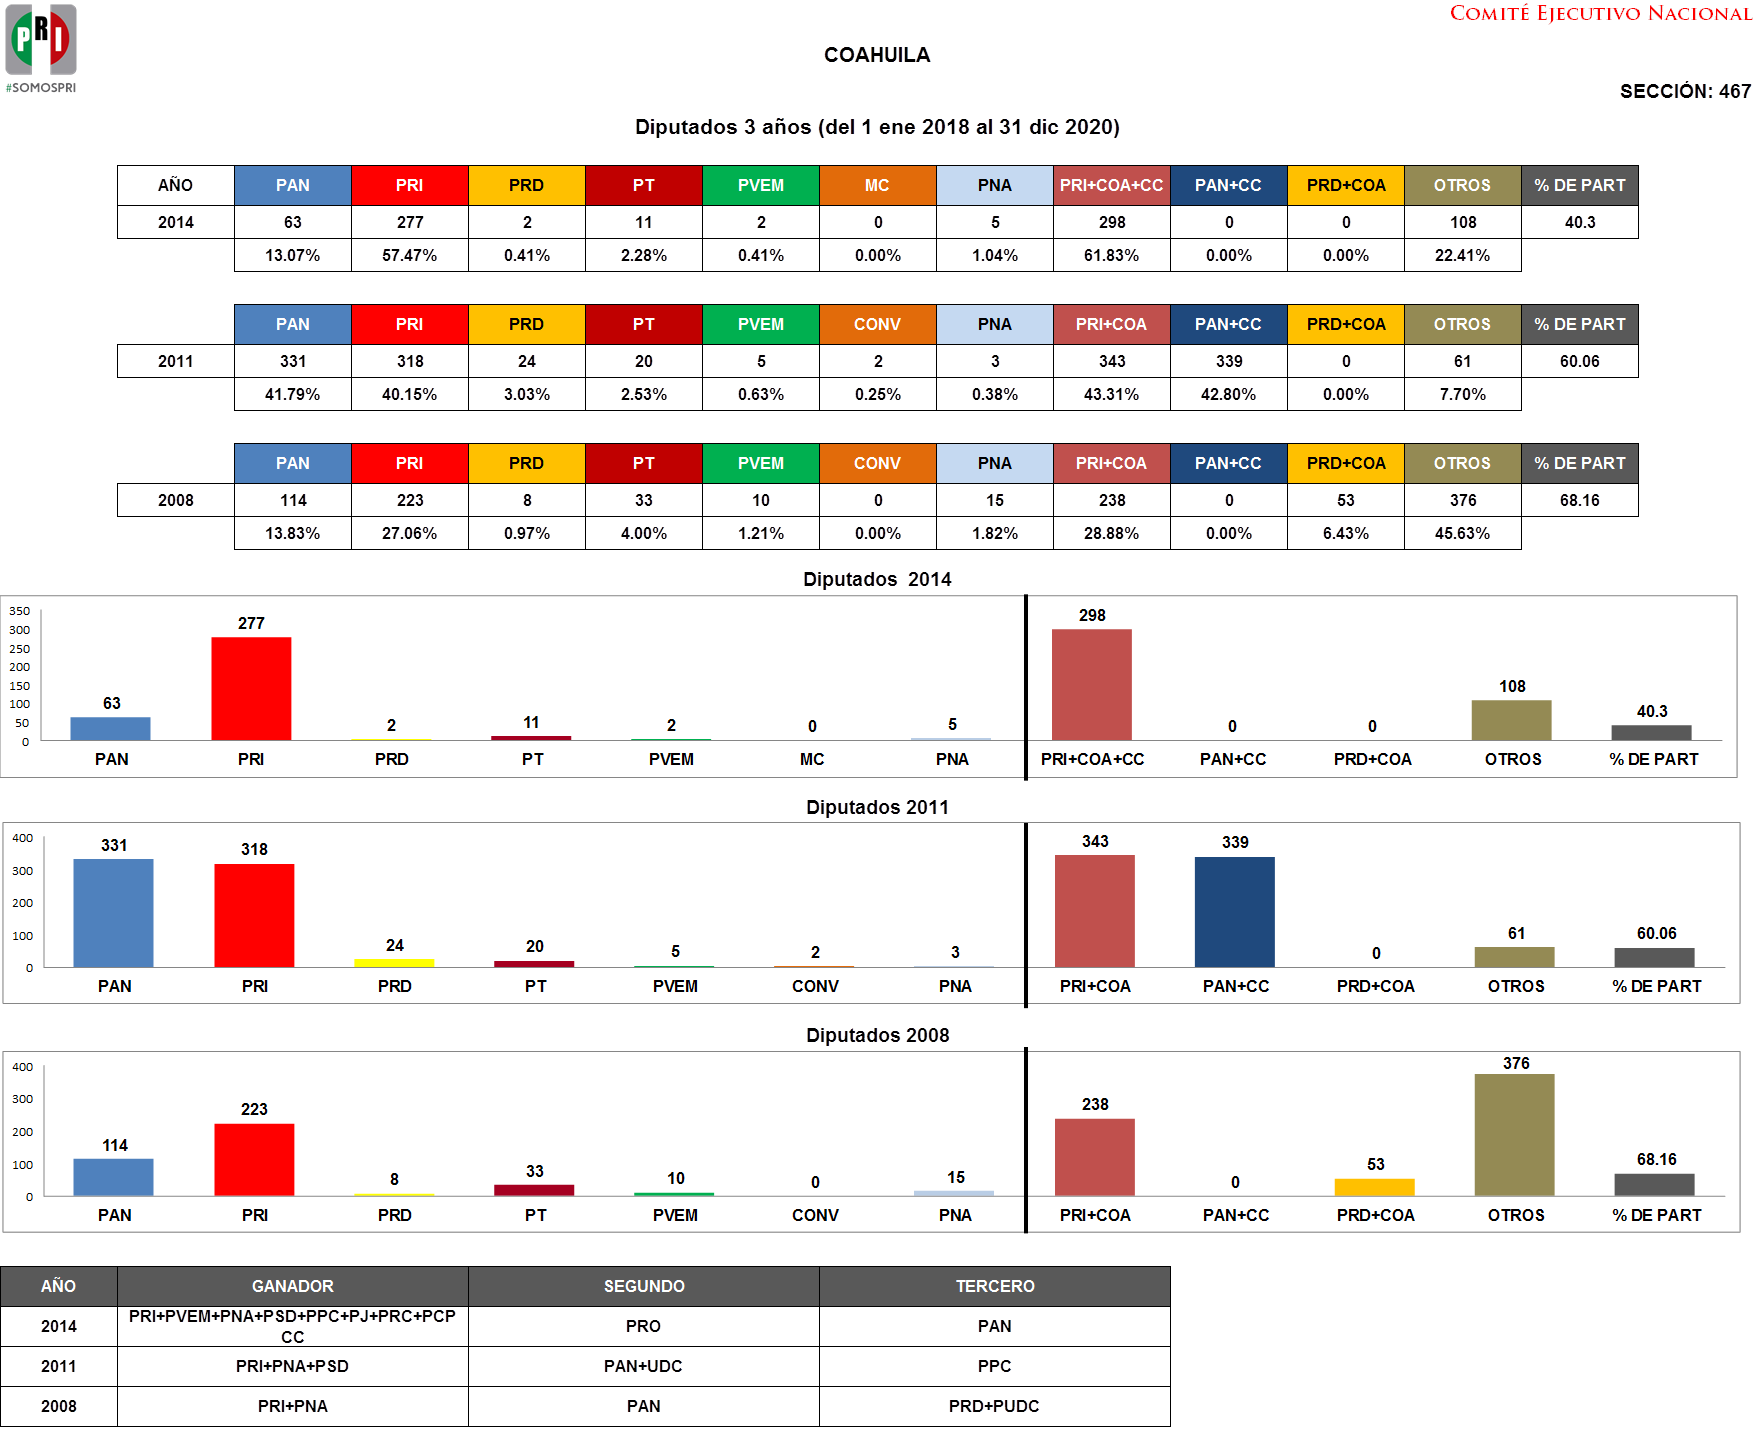 PRI
#SOMOSPRI
COMITÉ EJECUTIVO NACIONAL
COAHUILA
SECCIÓN: 467
Diputados 3 años (del 1 ene 2018 al 31 dic 2020)
AÑO PAN PRI PRD PT PVEM MC PNA PRI+COA+CC PAN+CC PRD+COA OTROS % DE PART
2014 63 277 2 11 2 0 5 298 0 0 108 40.3
13.07% 57.47% 0.41% 2.28% 0.41% 0.00% 1.04% 61.83% 0.00% 0.00% 22.41%
PAN PRI PRD PT PVEM CONV PNA PRI+COA PAN+CC PRD+COA OTROS % DE PART
2011 331 318 24 20 5 2 3 343 339 0 61 60.06
41.79% 40.15% 3.03% 2.53% 0.63% 0.25% 0.38% 43.31% 42.80% 0.00% 7.70%
PAN PRI PRD PT PVEM CONV PNA PRI+COA PAN+CC PRD+COA OTROS % DE PART
2008 114 223 8 33 10 0 15 238 0 53 376 68.16
13.83% 27.06% 0.97% 4.00% 1.21% 0.00% 1.82% 28.88% 0.00% 6.43% 45.63%
Diputados 2014
350
300
250
200
150
100
50
0
63 277 2 11 2 0 5 298 0 0 108 40.3
PAN PRI PRD PT PVEM MC PNA PRI+COA+CC PAN+CC PRD+COA OTROS % DE PART
Diputados 2011
400
300
200
100
0
331 318 24 20 5 2 3 343 339 0 61 60.06
PAN PRI PRD PT PVEM CONV PNA PRI+COA PAN+CC PRD+COA OTROS % DE PART
Diputados 2008
400
300
200
100
0
114 223 8 33 10 0 15 238 0 53 376 68.16
PAN PRI PRD PT PVEM CONV PNA PRI+COA PAN+CC PRD+COA OTROS % DE PART
AÑO GANADOR SEGUNDO TERCERO
2014 PRI+PVEM+PNA+PSD+PPC+PJ+PRC+PCP
CC PRO PAN
2011 PRI+PNA+PSD PAN+UDC PPC
2008 PRI+PNA PAN PRD+PUDC